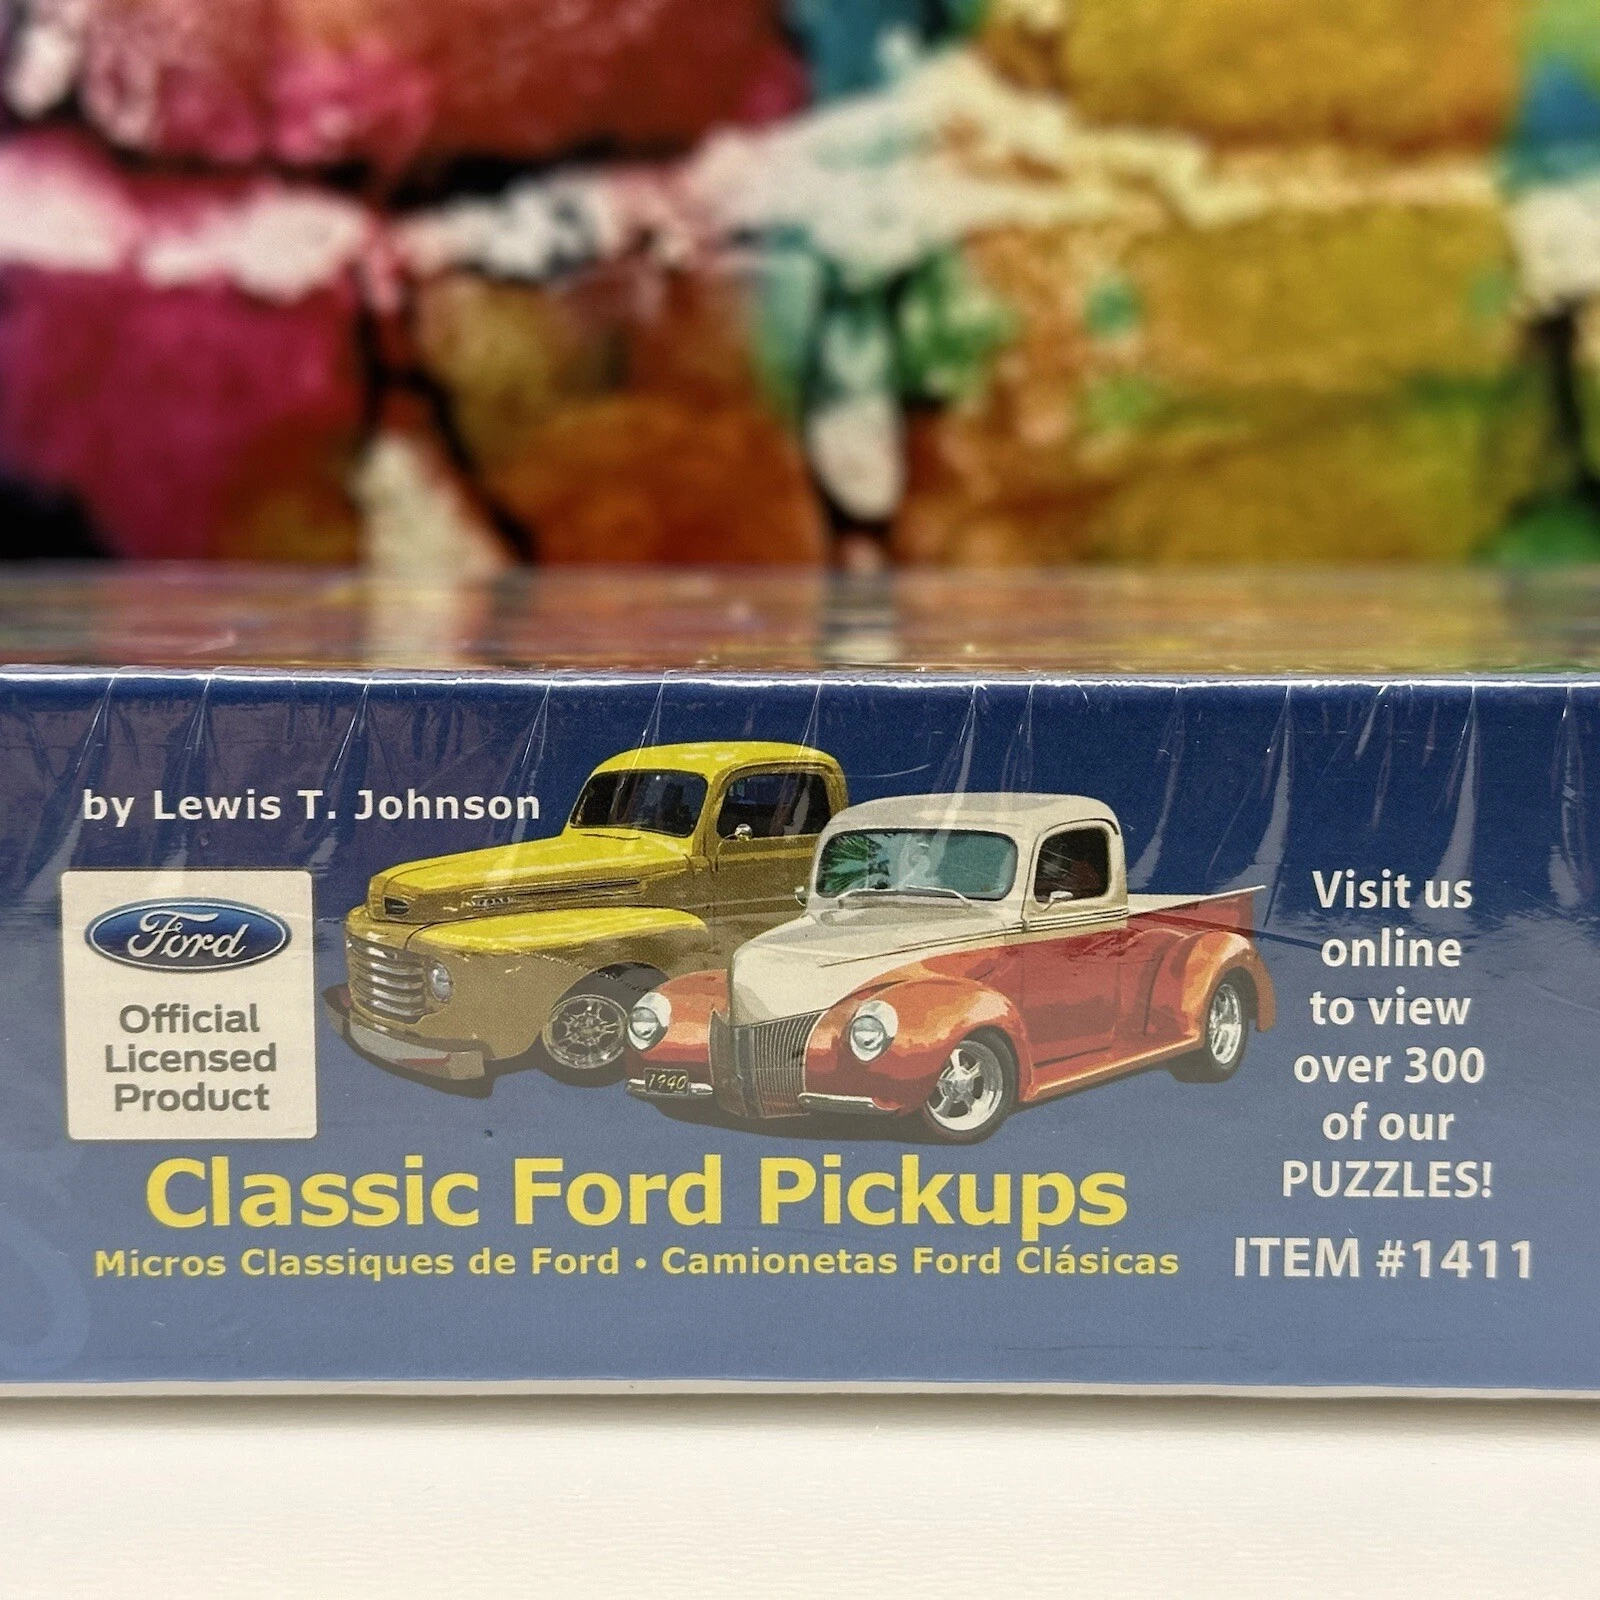 by Lewis T. Johnson
Ford
Official
Licensed
Product
1940
Classic Ford Pickups
Micros Classiques de Ford • Camionetas Ford Clásicas
Visit us
online
to view
over 300
of our
PUZZLES!
ITEM #1411